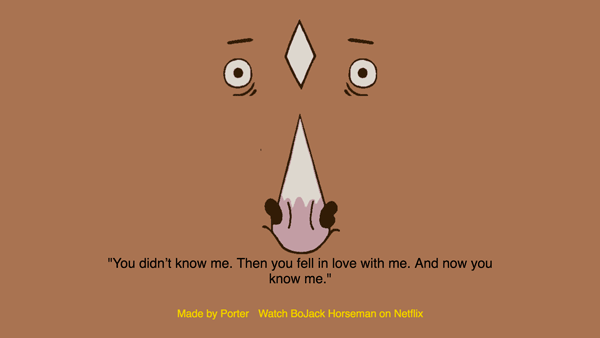 "You didn’t know me. Then you fell in love with me. And now you
know me."
Made by Porter Watch BoJack Horseman on Netflix